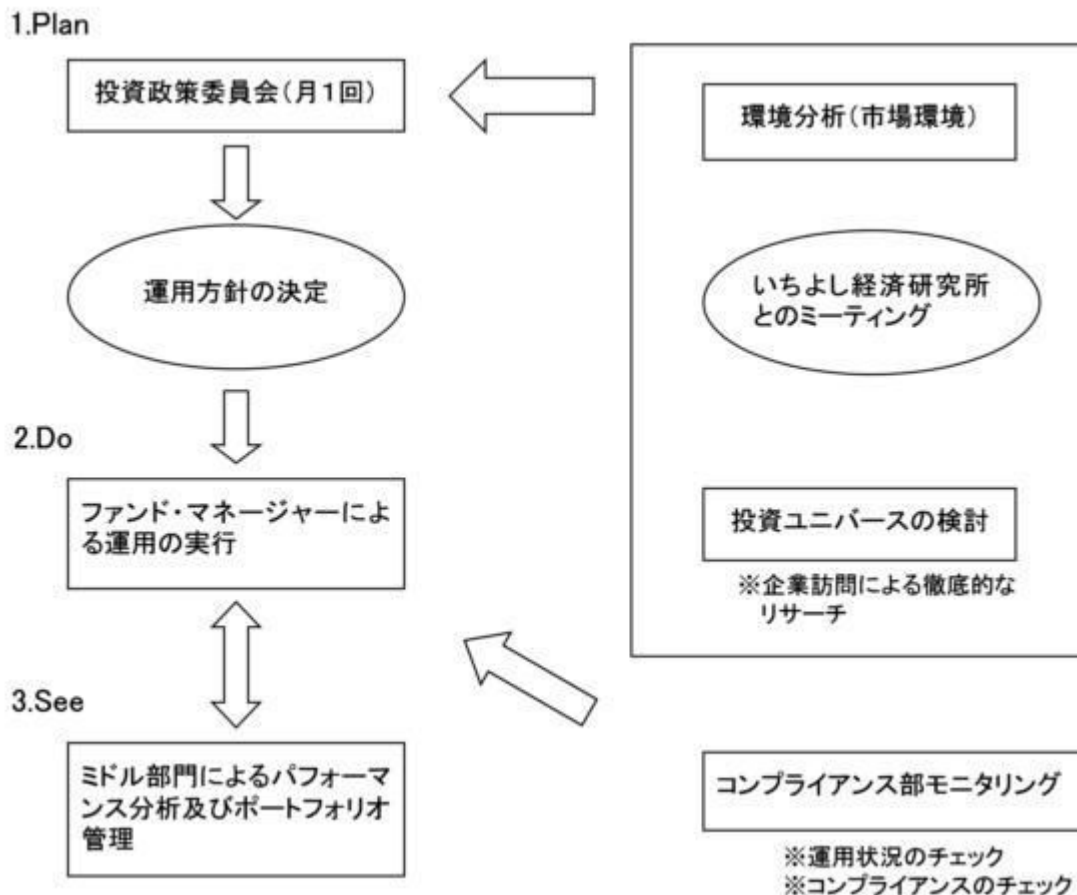 1.Plan
投資政策委員会(月1回)
運用方針の決定
2.Do
ファンド・マネージャーによ
る運用の実行
3.See
ミドル部門によるパフォーマ
ンス分析及びポートフォリオ
管理
環境分析(市場環境)
いちよし経済研究所
とのミーティング
投資ユニバースの検討
※企業訪問による徹底的な
リサーチ
コンプライアンス部モニタリング
※運用状況のチェック
※コンプライアンスのチェック